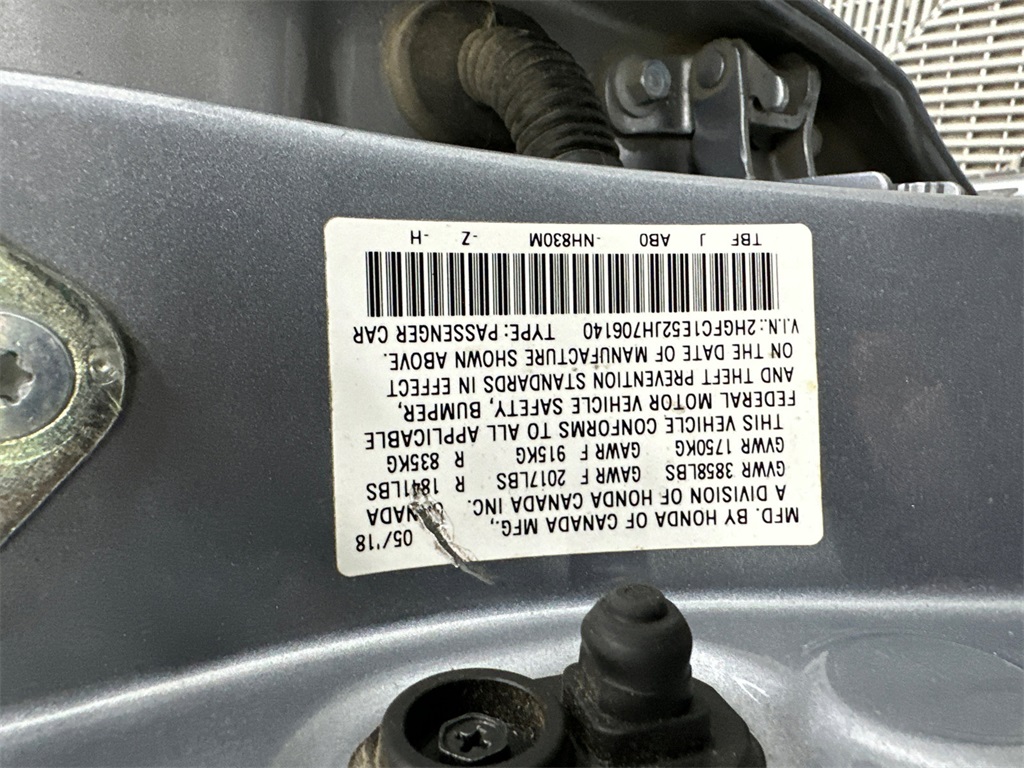 MFD. BY HONDA OF CANADA MFG., 05/'18
A DIVISION OF HONDA CANADA INC. CANADA
GVWR 3858LBS GAWR F 2017LBS R 1841LBS
GVWR 1750KG GAWR F 915KG R 835KG
THIS VEHICLE CONFORMS TO ALL APPLICABLE
FEDERAL MOTOR VEHICLE SAFETY, BUMPER,
AND THEFT PREVENTION STANDARDS IN EFFECT
ON THE DATE OF MANUFACTURE SHOWN ABOVE.
V.I.N.: 2HGFC1E52JH706140 TYPE: PASSENGER CAR
TBF J AB0 -NH830M -Z -H